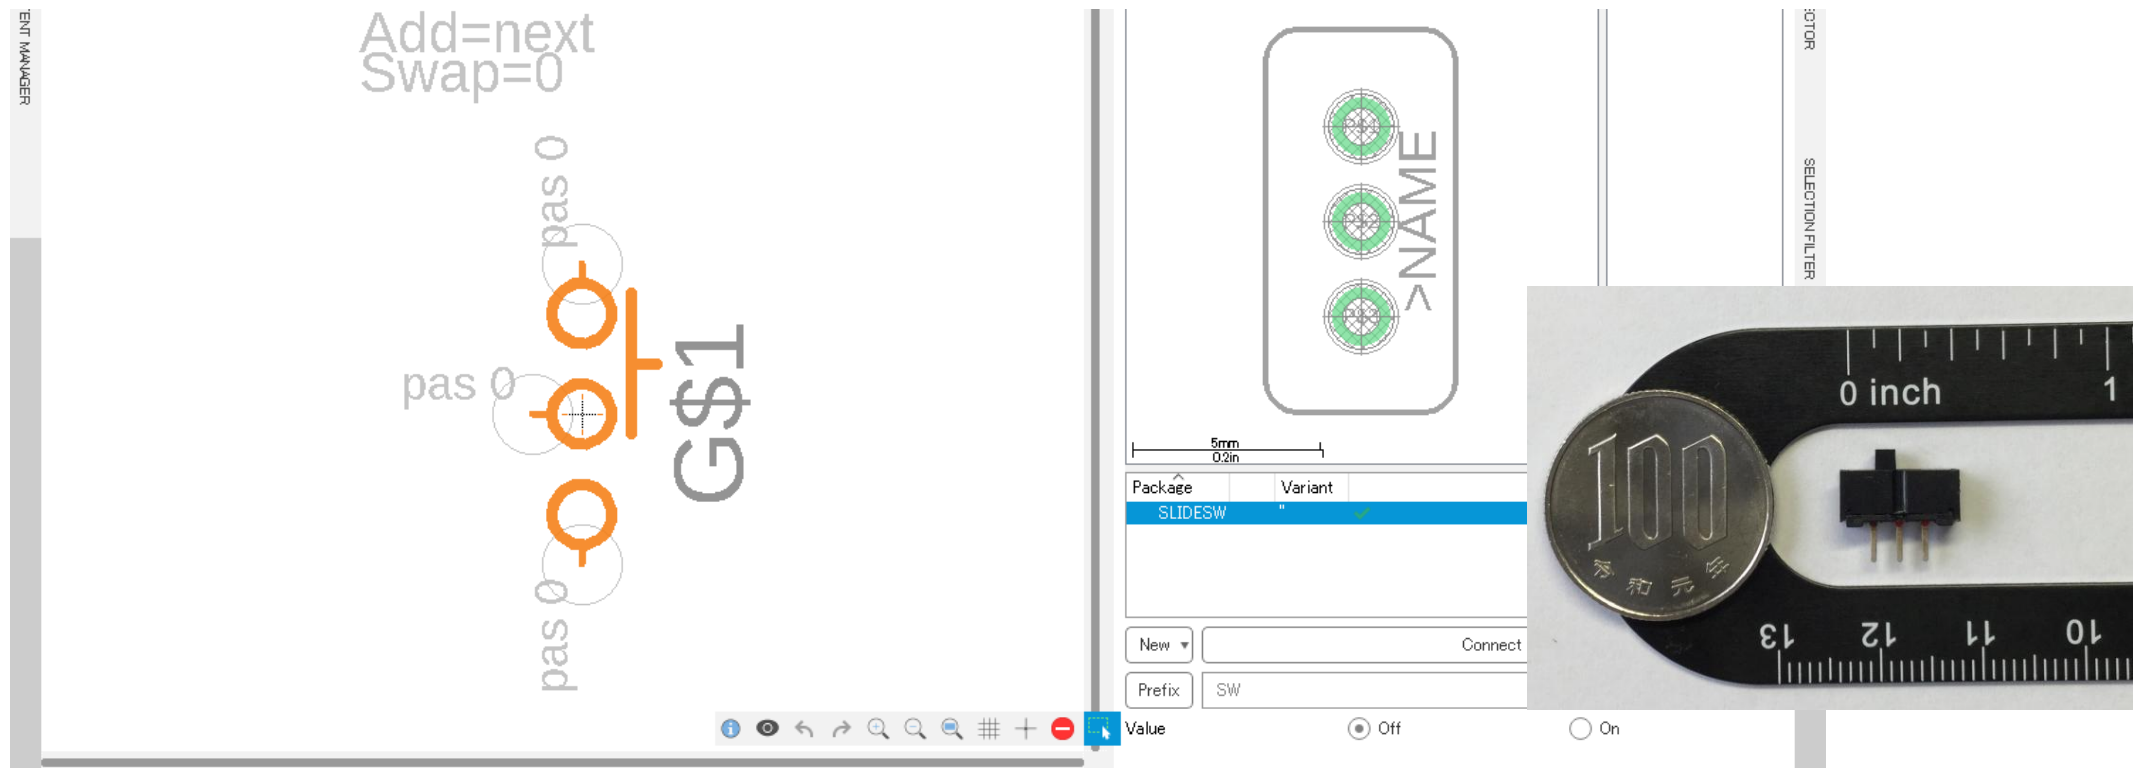 ENT MANAGER
Add=next
Swap=0
pas 0
pas 0
pas 0
G$1
>NAME
5mm
0.2in
Package
Variant
SLIDESW
"
New
Connect
Prefix
SW
Value
Off
On
CTOR
SELECTION FILTER
0 inch
1
100
令和元年
13
12
11
10